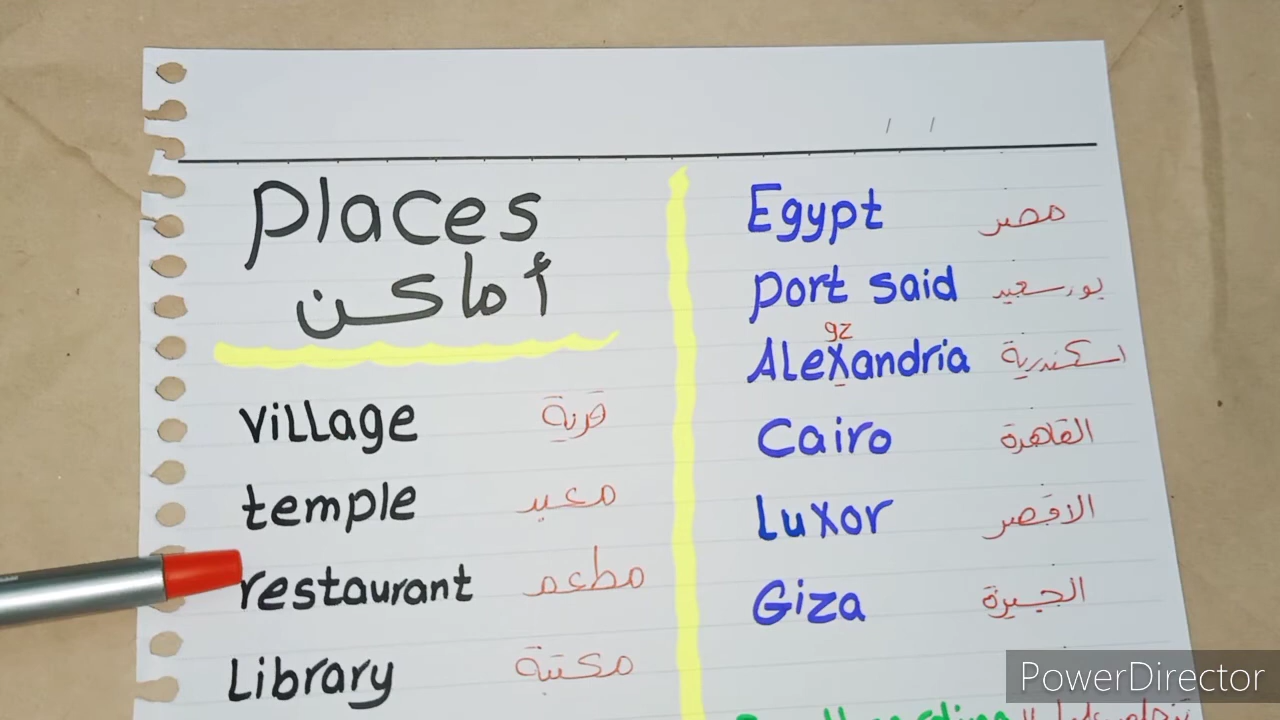 places
أماكن
village قرية
temple معبد
restaurant مطعم
Library مكتبة
Egypt مصر
port said بورسعيد
gz
Alexandria اسكندرية
Cairo القاهرة
Luxor الاقصر
Giza الجيزة
PowerDirector